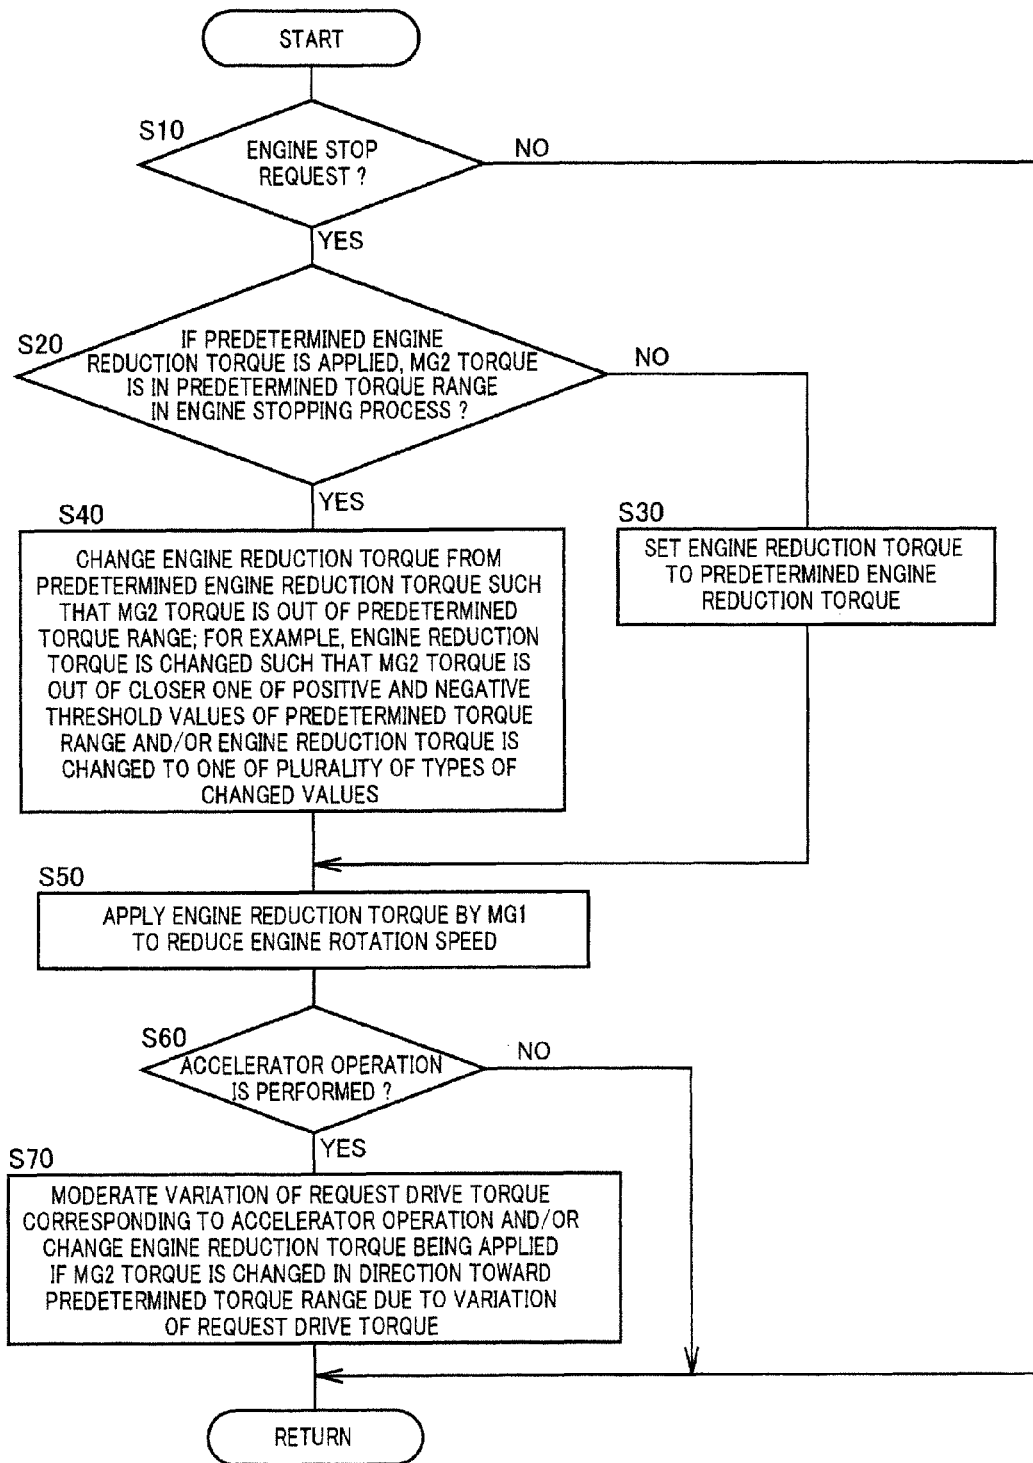 START
S10
ENGINE STOP
REQUEST ?
NO
YES
S20
IF PREDETERMINED ENGINE
REDUCTION TORQUE IS APPLIED, MG2 TORQUE
IS IN PREDETERMINED TORQUE RANGE
IN ENGINE STOPPING PROCESS ?
NO
YES
S30
SET ENGINE REDUCTION TORQUE
TO PREDETERMINED ENGINE
REDUCTION TORQUE
S40
CHANGE ENGINE REDUCTION TORQUE FROM
PREDETERMINED ENGINE REDUCTION TORQUE SUCH
THAT MG2 TORQUE IS OUT OF PREDETERMINED
TORQUE RANGE; FOR EXAMPLE, ENGINE REDUCTION
TORQUE IS CHANGED SUCH THAT MG2 TORQUE IS
OUT OF CLOSER ONE OF POSITIVE AND NEGATIVE
THRESHOLD VALUES OF PREDETERMINED TORQUE
RANGE AND/OR ENGINE REDUCTION TORQUE IS
CHANGED TO ONE OF PLURALITY OF TYPES OF
CHANGED VALUES
S50
APPLY ENGINE REDUCTION TORQUE BY MG1
TO REDUCE ENGINE ROTATION SPEED
S60
ACCELERATOR OPERATION
IS PERFORMED ?
NO
YES
S70
MODERATE VARIATION OF REQUEST DRIVE TORQUE
CORRESPONDING TO ACCELERATOR OPERATION AND/OR
CHANGE ENGINE REDUCTION TORQUE BEING APPLIED
IF MG2 TORQUE IS CHANGED IN DIRECTION TOWARD
PREDETERMINED TORQUE RANGE DUE TO VARIATION
OF REQUEST DRIVE TORQUE
RETURN